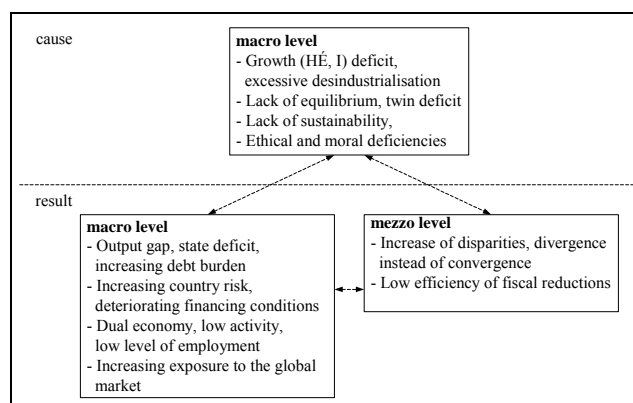 cause
macro level
- Growth (HÉ, I) deficit,
excessive desindustrialisation
- Lack of equilibrium, twin deficit
- Lack of sustainability,
- Ethical and moral deficiencies
result
macro level
- Output gap, state deficit,
increasing debt burden
- Increasing country risk,
deteriorating financing conditions
- Dual economy, low activity,
low level of employment
- Increasing exposure to the global
market
mezzo level
- Increase of disparities, divergence
instead of convergence
- Low efficiency of fiscal reductions